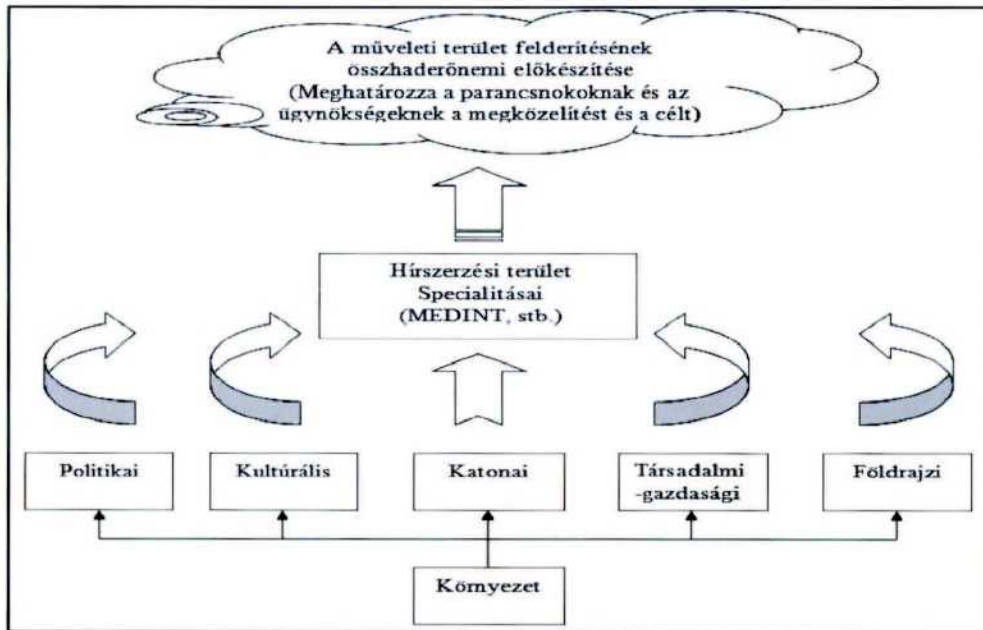 A műveleti terület felderítésének
összhaderőnemi előkészítése
(Meghatározza a parancsnokoknak és az
ügynökségeknek a megközelítést és a célt)
Hírszerzési terület
Specialitásai
(MEDINT, stb.)
Politikai
Kultúrális
Katonai
Társadalmi
-gazdasági
Földrajzi
Környezet